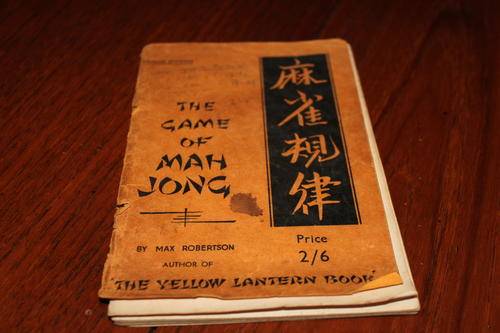 THE
GAME
OF
MAH
JONG
BY MAX ROBERTSON
AUTHOR OF
"THE YELLOW LANTERN BOOK"
麻雀規律
Price
2/6